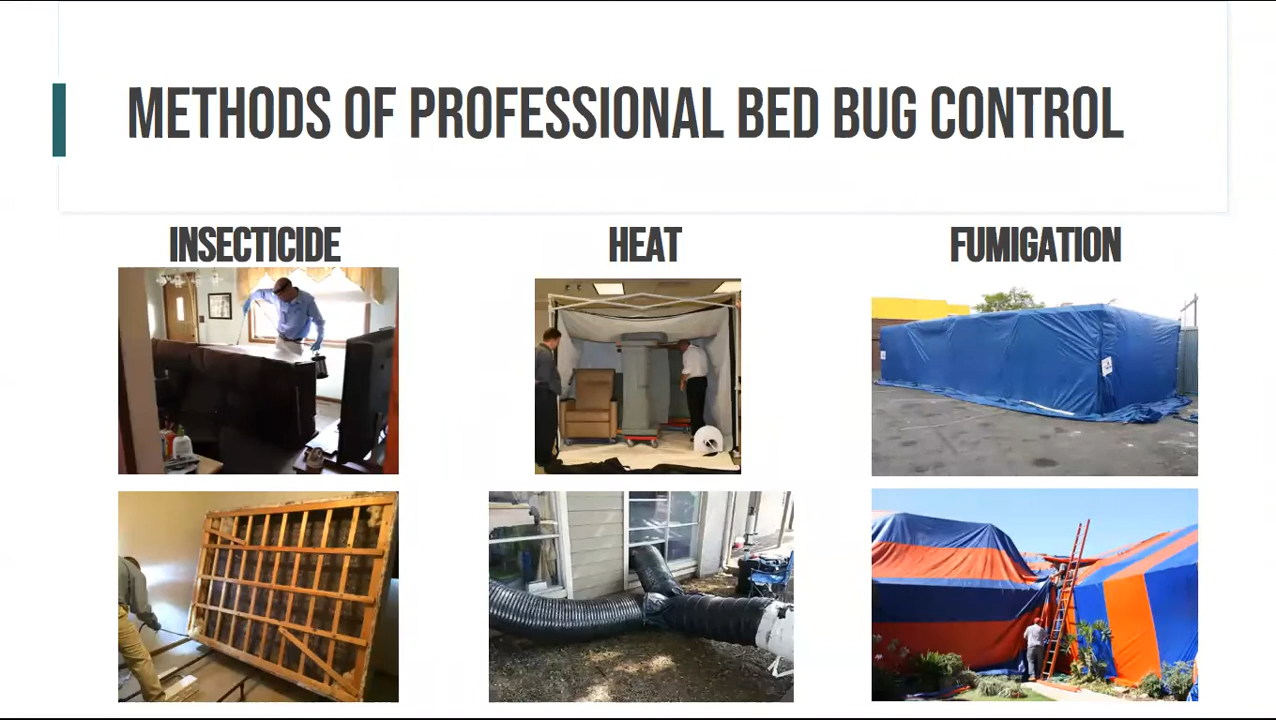 METHODS OF PROFESSIONAL BED BUG CONTROL
INSECTICIDE
HEAT
FUMIGATION